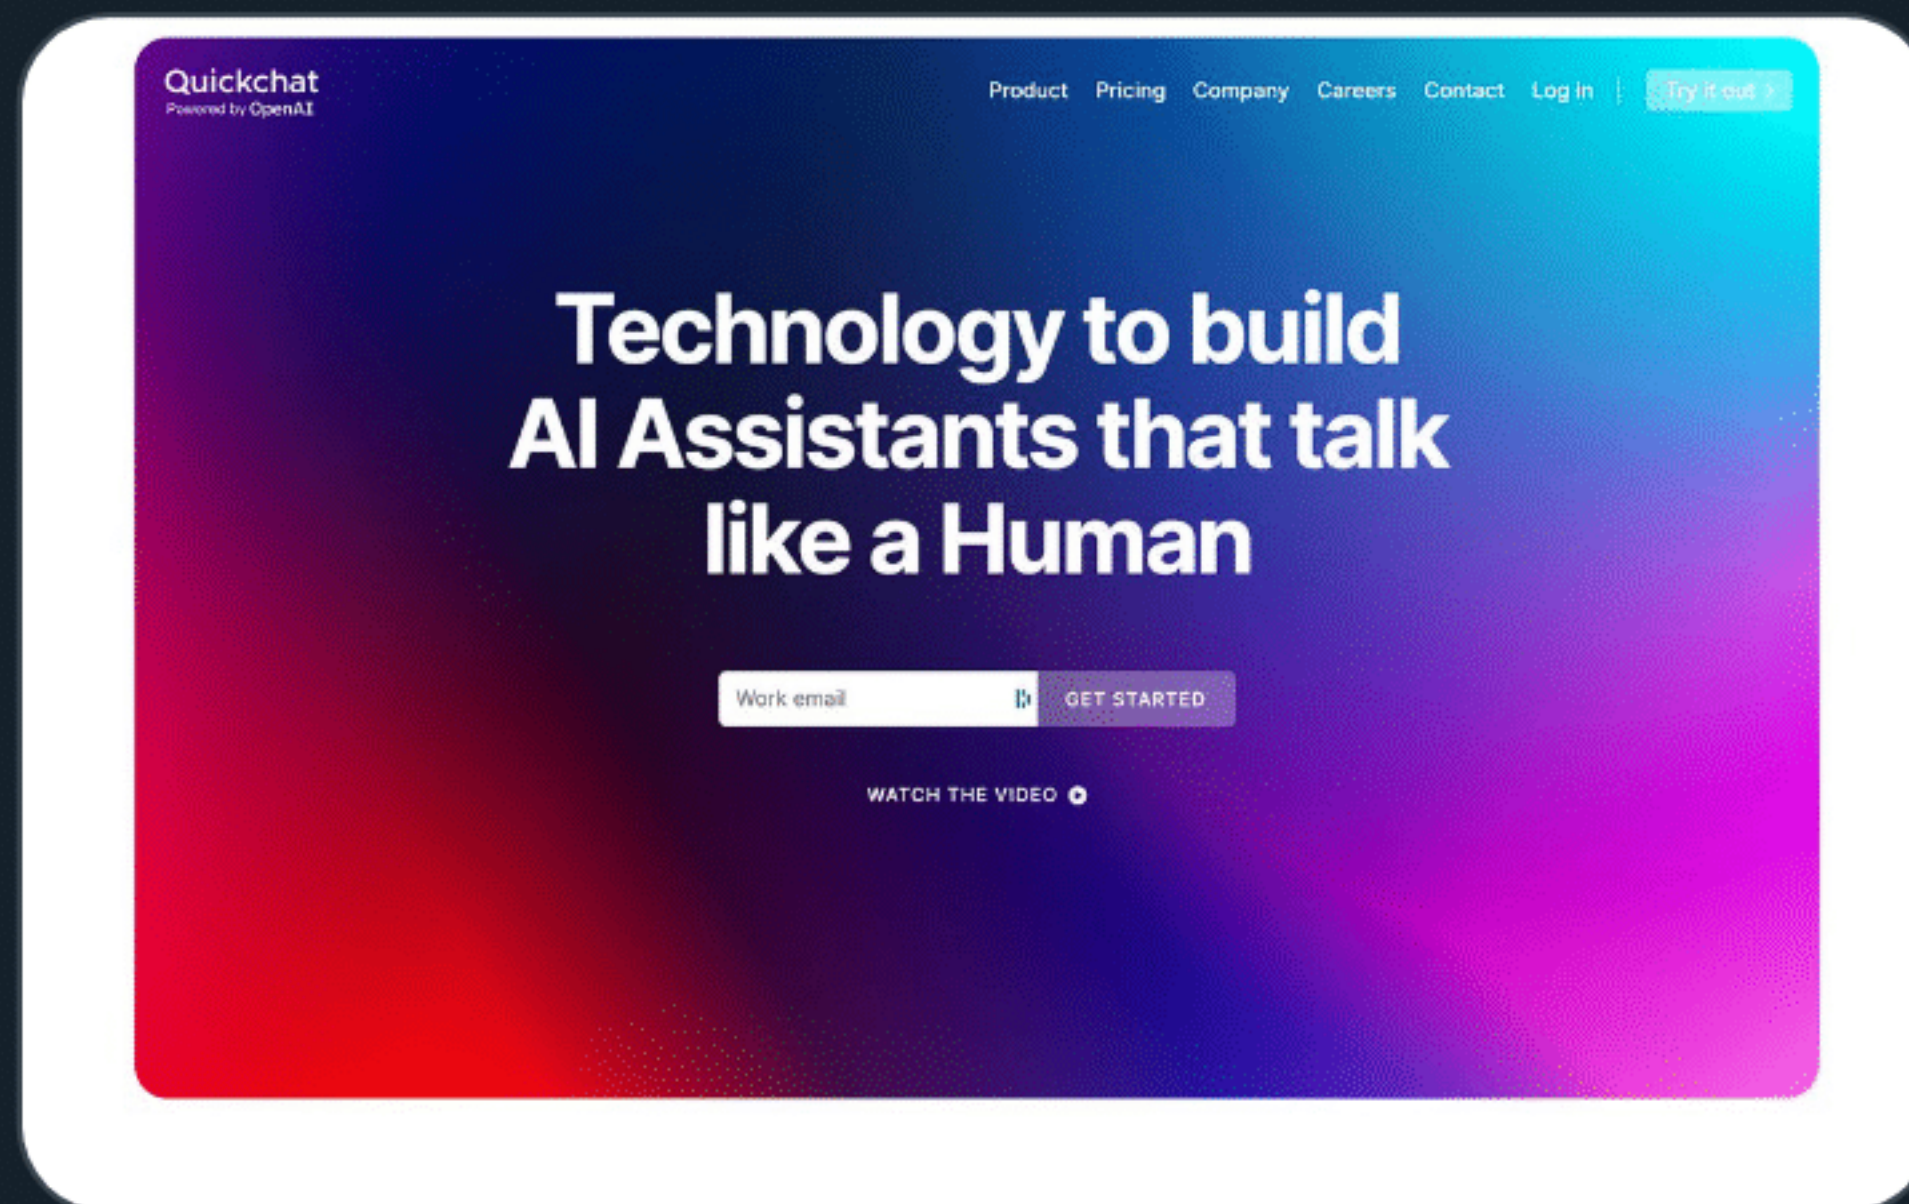 Quickchat
Powered by OpenAI
Product Pricing Company Careers Contact Log in Try it out
Technology to build
AI Assistants that talk
like a Human
Work email GET STARTED
WATCH THE VIDEO